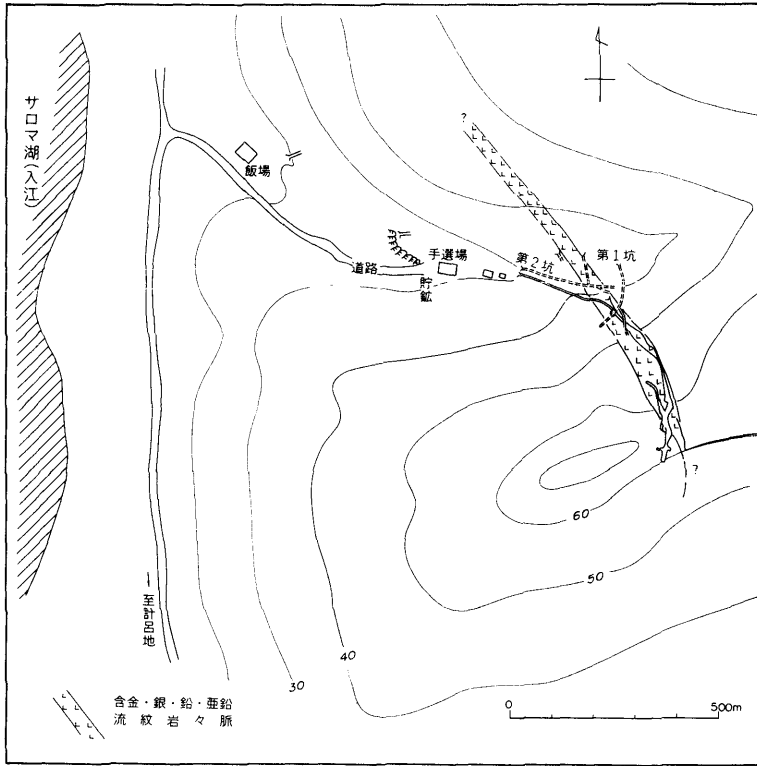 サロマ湖(入江)
飯場
?
道路
手選場
貯鉱
第2坑
第1坑
?
60
50
40
30
至計呂地
0 500m
含金・銀・鉛・亜鉛
流紋岩々脈